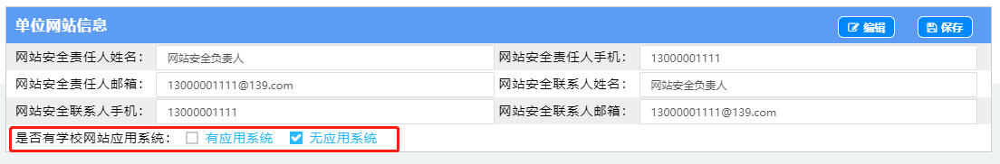 单位网站信息 编辑 保存
网站安全责任人姓名： 网站安全负责人 网站安全责任人手机： 13000001111
网站安全责任人邮箱： 13000001111@139.com 网站安全联系人姓名： 网站安全负责人
网站安全联系人手机： 13000001111 网站安全联系人邮箱： 13000001111@139.com
是否有学校网站应用系统： 有应用系统 无应用系统